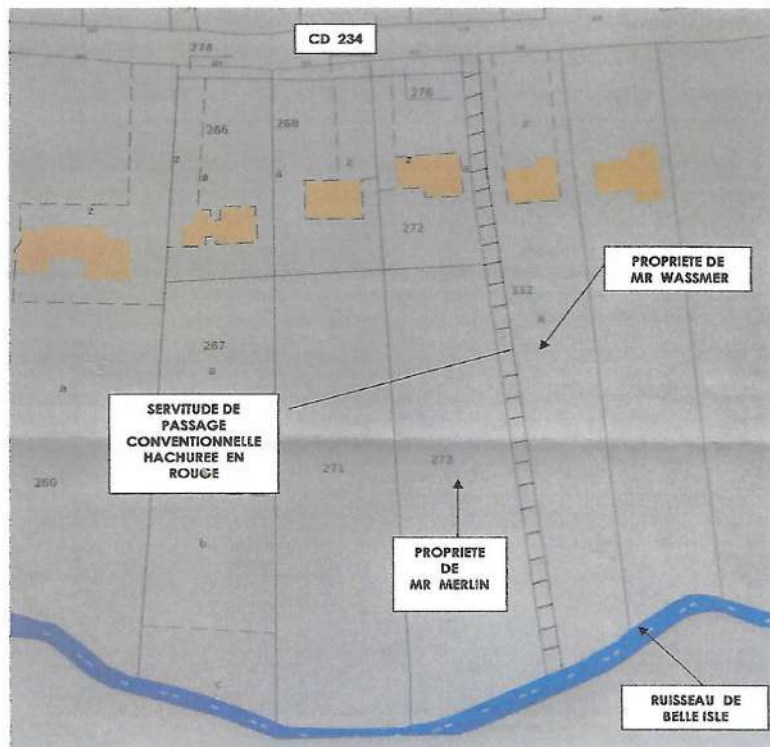 CD 234
278
266
268
276
z
z
z
z
a
a
a
272
PROPRIETE DE
MR WASSMER
332
a
267
a
a
SERVITUDE DE
PASSAGE
CONVENTIONNELLE
HACHUREE EN
ROUGE
260
271
273
b
PROPRIETE
DE
MR MERLIN
c
RUISSEAU DE
BELLE ISLE